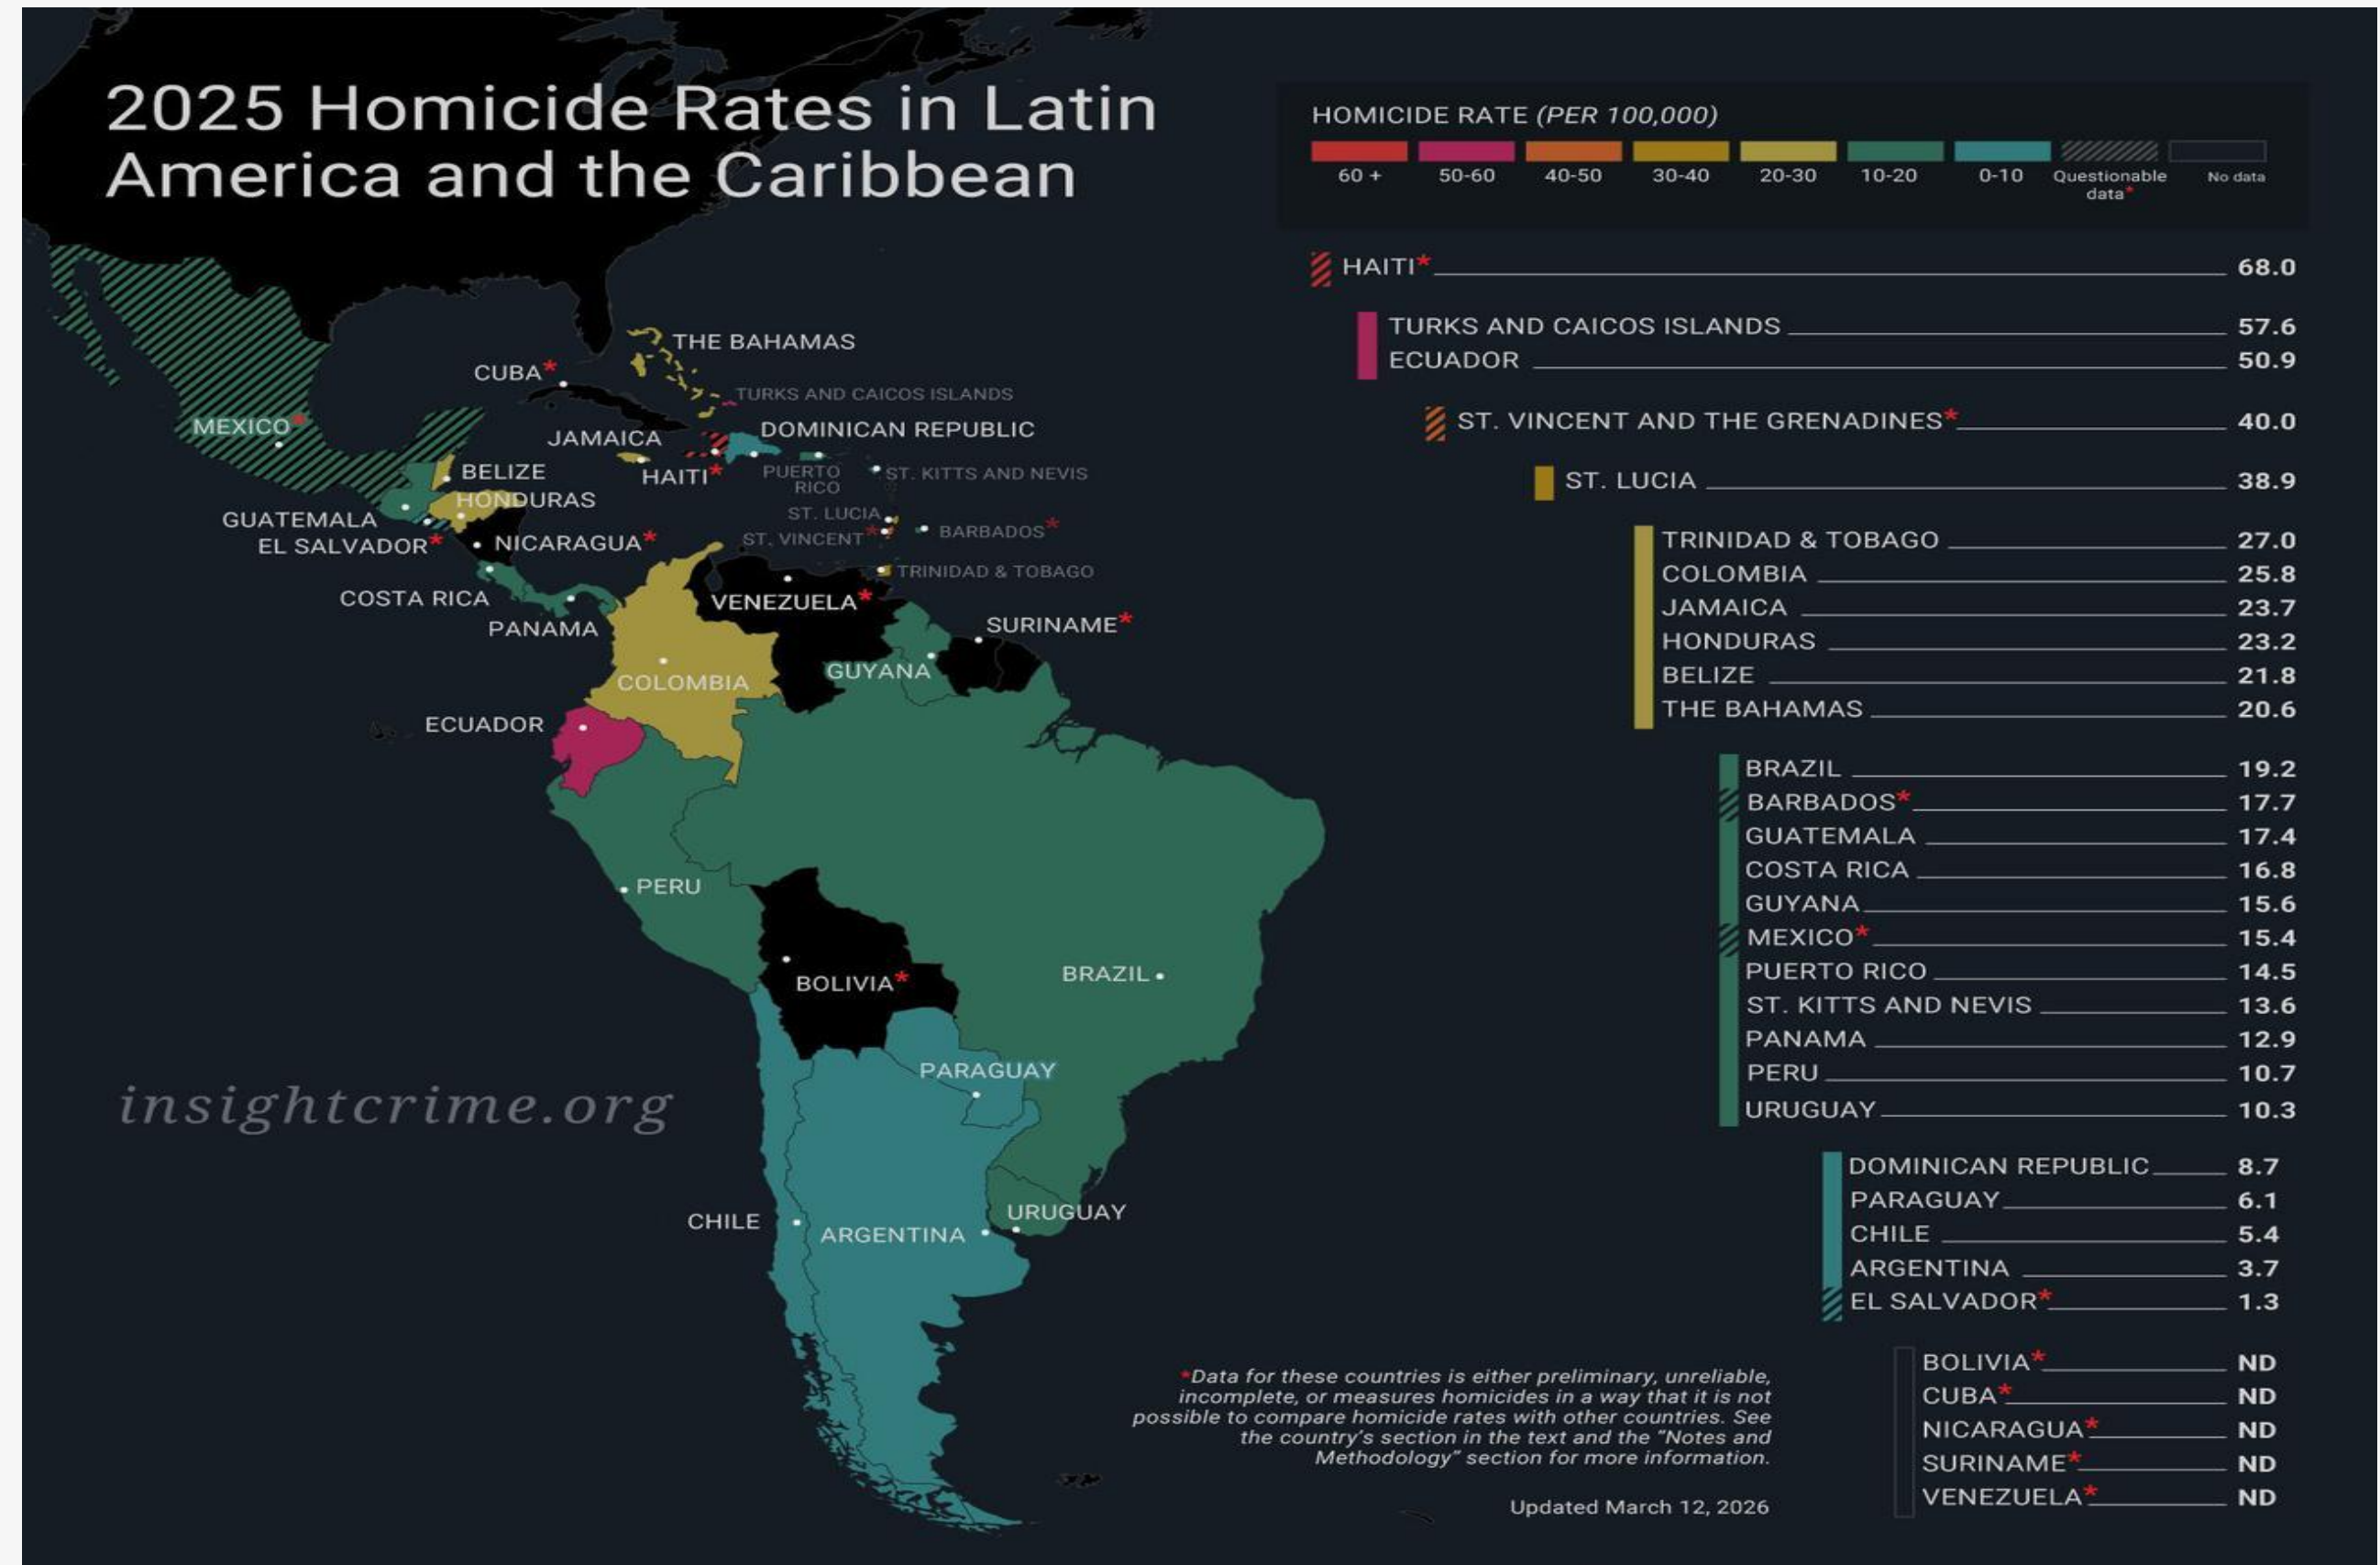 2025 Homicide Rates in Latin
America and the Caribbean
HOMICIDE RATE (PER 100,000)
60 +
50-60
40-50
30-40
20-30
10-20
0-10
Questionable
data*
No data
HAITI* 68.0
TURKS AND CAICOS ISLANDS 57.6
ECUADOR 50.9
ST. VINCENT AND THE GRENADINES* 40.0
ST. LUCIA 38.9
TRINIDAD & TOBAGO 27.0
COLOMBIA 25.8
JAMAICA 23.7
HONDURAS 23.2
BELIZE 21.8
THE BAHAMAS 20.6
BRAZIL 19.2
BARBADOS* 17.7
GUATEMALA 17.4
COSTA RICA 16.8
GUYANA 15.6
MEXICO* 15.4
PUERTO RICO 14.5
ST. KITTS AND NEVIS 13.6
PANAMA 12.9
PERU 10.7
URUGUAY 10.3
DOMINICAN REPUBLIC 8.7
PARAGUAY 6.1
CHILE 5.4
ARGENTINA 3.7
EL SALVADOR* 1.3
BOLIVIA* ND
CUBA* ND
NICARAGUA* ND
SURINAME* ND
VENEZUELA* ND
THE BAHAMAS
CUBA*
TURKS AND CAICOS ISLANDS
MEXICO*
JAMAICA
DOMINICAN REPUBLIC
HAITI*
PUERTO
RICO
ST. KITTS AND NEVIS
BELIZE
HONDURAS
GUATEMALA
ST. LUCIA
EL SALVADOR*
NICARAGUA*
ST. VINCENT*
BARBADOS*
TRINIDAD & TOBAGO
COSTA RICA
VENEZUELA*
PANAMA
SURINAME*
GUYANA
COLOMBIA
ECUADOR
PERU
BRAZIL
BOLIVIA*
PARAGUAY
insightcrime.org
CHILE
ARGENTINA
URUGUAY
*Data for these countries is either preliminary, unreliable,
incomplete, or measures homicides in a way that it is not
possible to compare homicide rates with other countries. See
the country's section in the text and the "Notes and
Methodology" section for more information.
Updated March 12, 2026